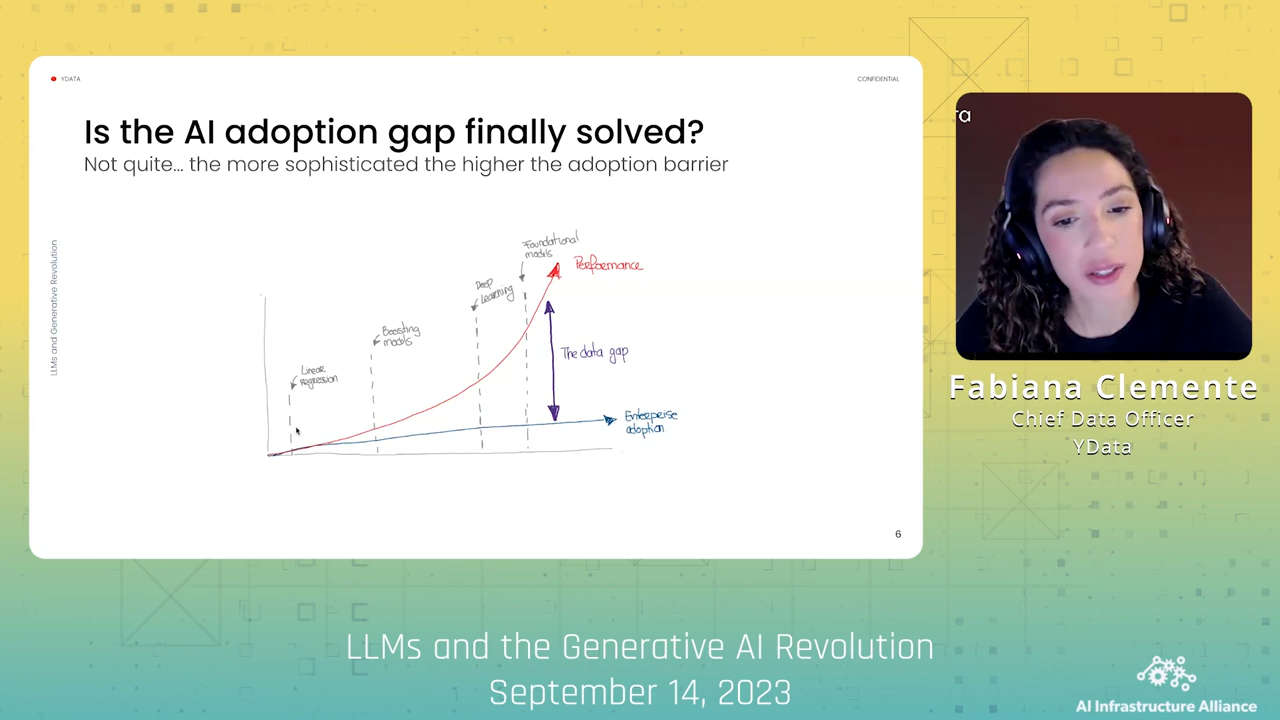 YDATA
CONFIDENTIAL
Is the AI adoption gap finally solved?
Not quite... the more sophisticated the higher the adoption barrier
LLMs and Generative Revolution
Foundational
models
Performance
Deep
Learning
Boosting
models
The data gap
Linear
regression
Enterprise
adoption
6
ra
Fabiana Clemente
Chief Data Officer
YData
LLMs and the Generative AI Revolution
September 14, 2023
AI Infrastructure Alliance